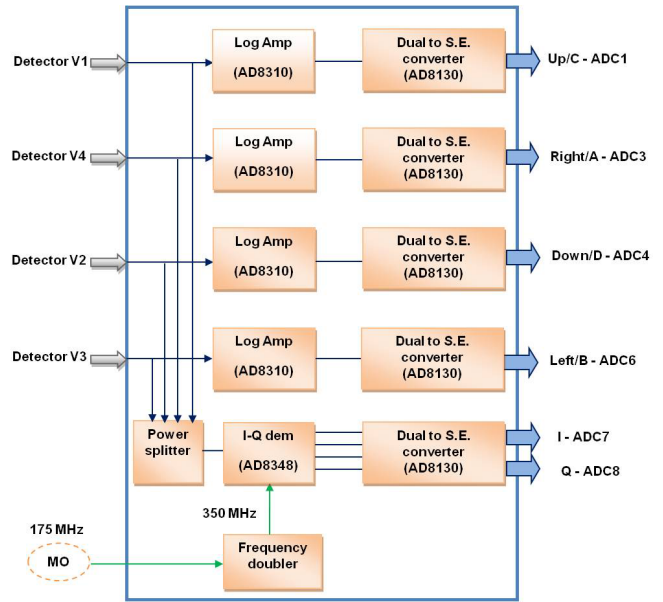 Detector V1
Log Amp
(AD8310)
Dual to S.E.
converter
(AD8130)
Up/C - ADC1
Detector V4
Log Amp
(AD8310)
Dual to S.E.
converter
(AD8130)
Right/A - ADC3
Detector V2
Log Amp
(AD8310)
Dual to S.E.
converter
(AD8130)
Down/D - ADC4
Detector V3
Log Amp
(AD8310)
Dual to S.E.
converter
(AD8130)
Left/B - ADC6
Power
splitter
I-Q dem
(AD8348)
Dual to S.E.
converter
(AD8130)
I - ADC7
Q - ADC8
350 MHz
175 MHz
MO
Frequency
doubler